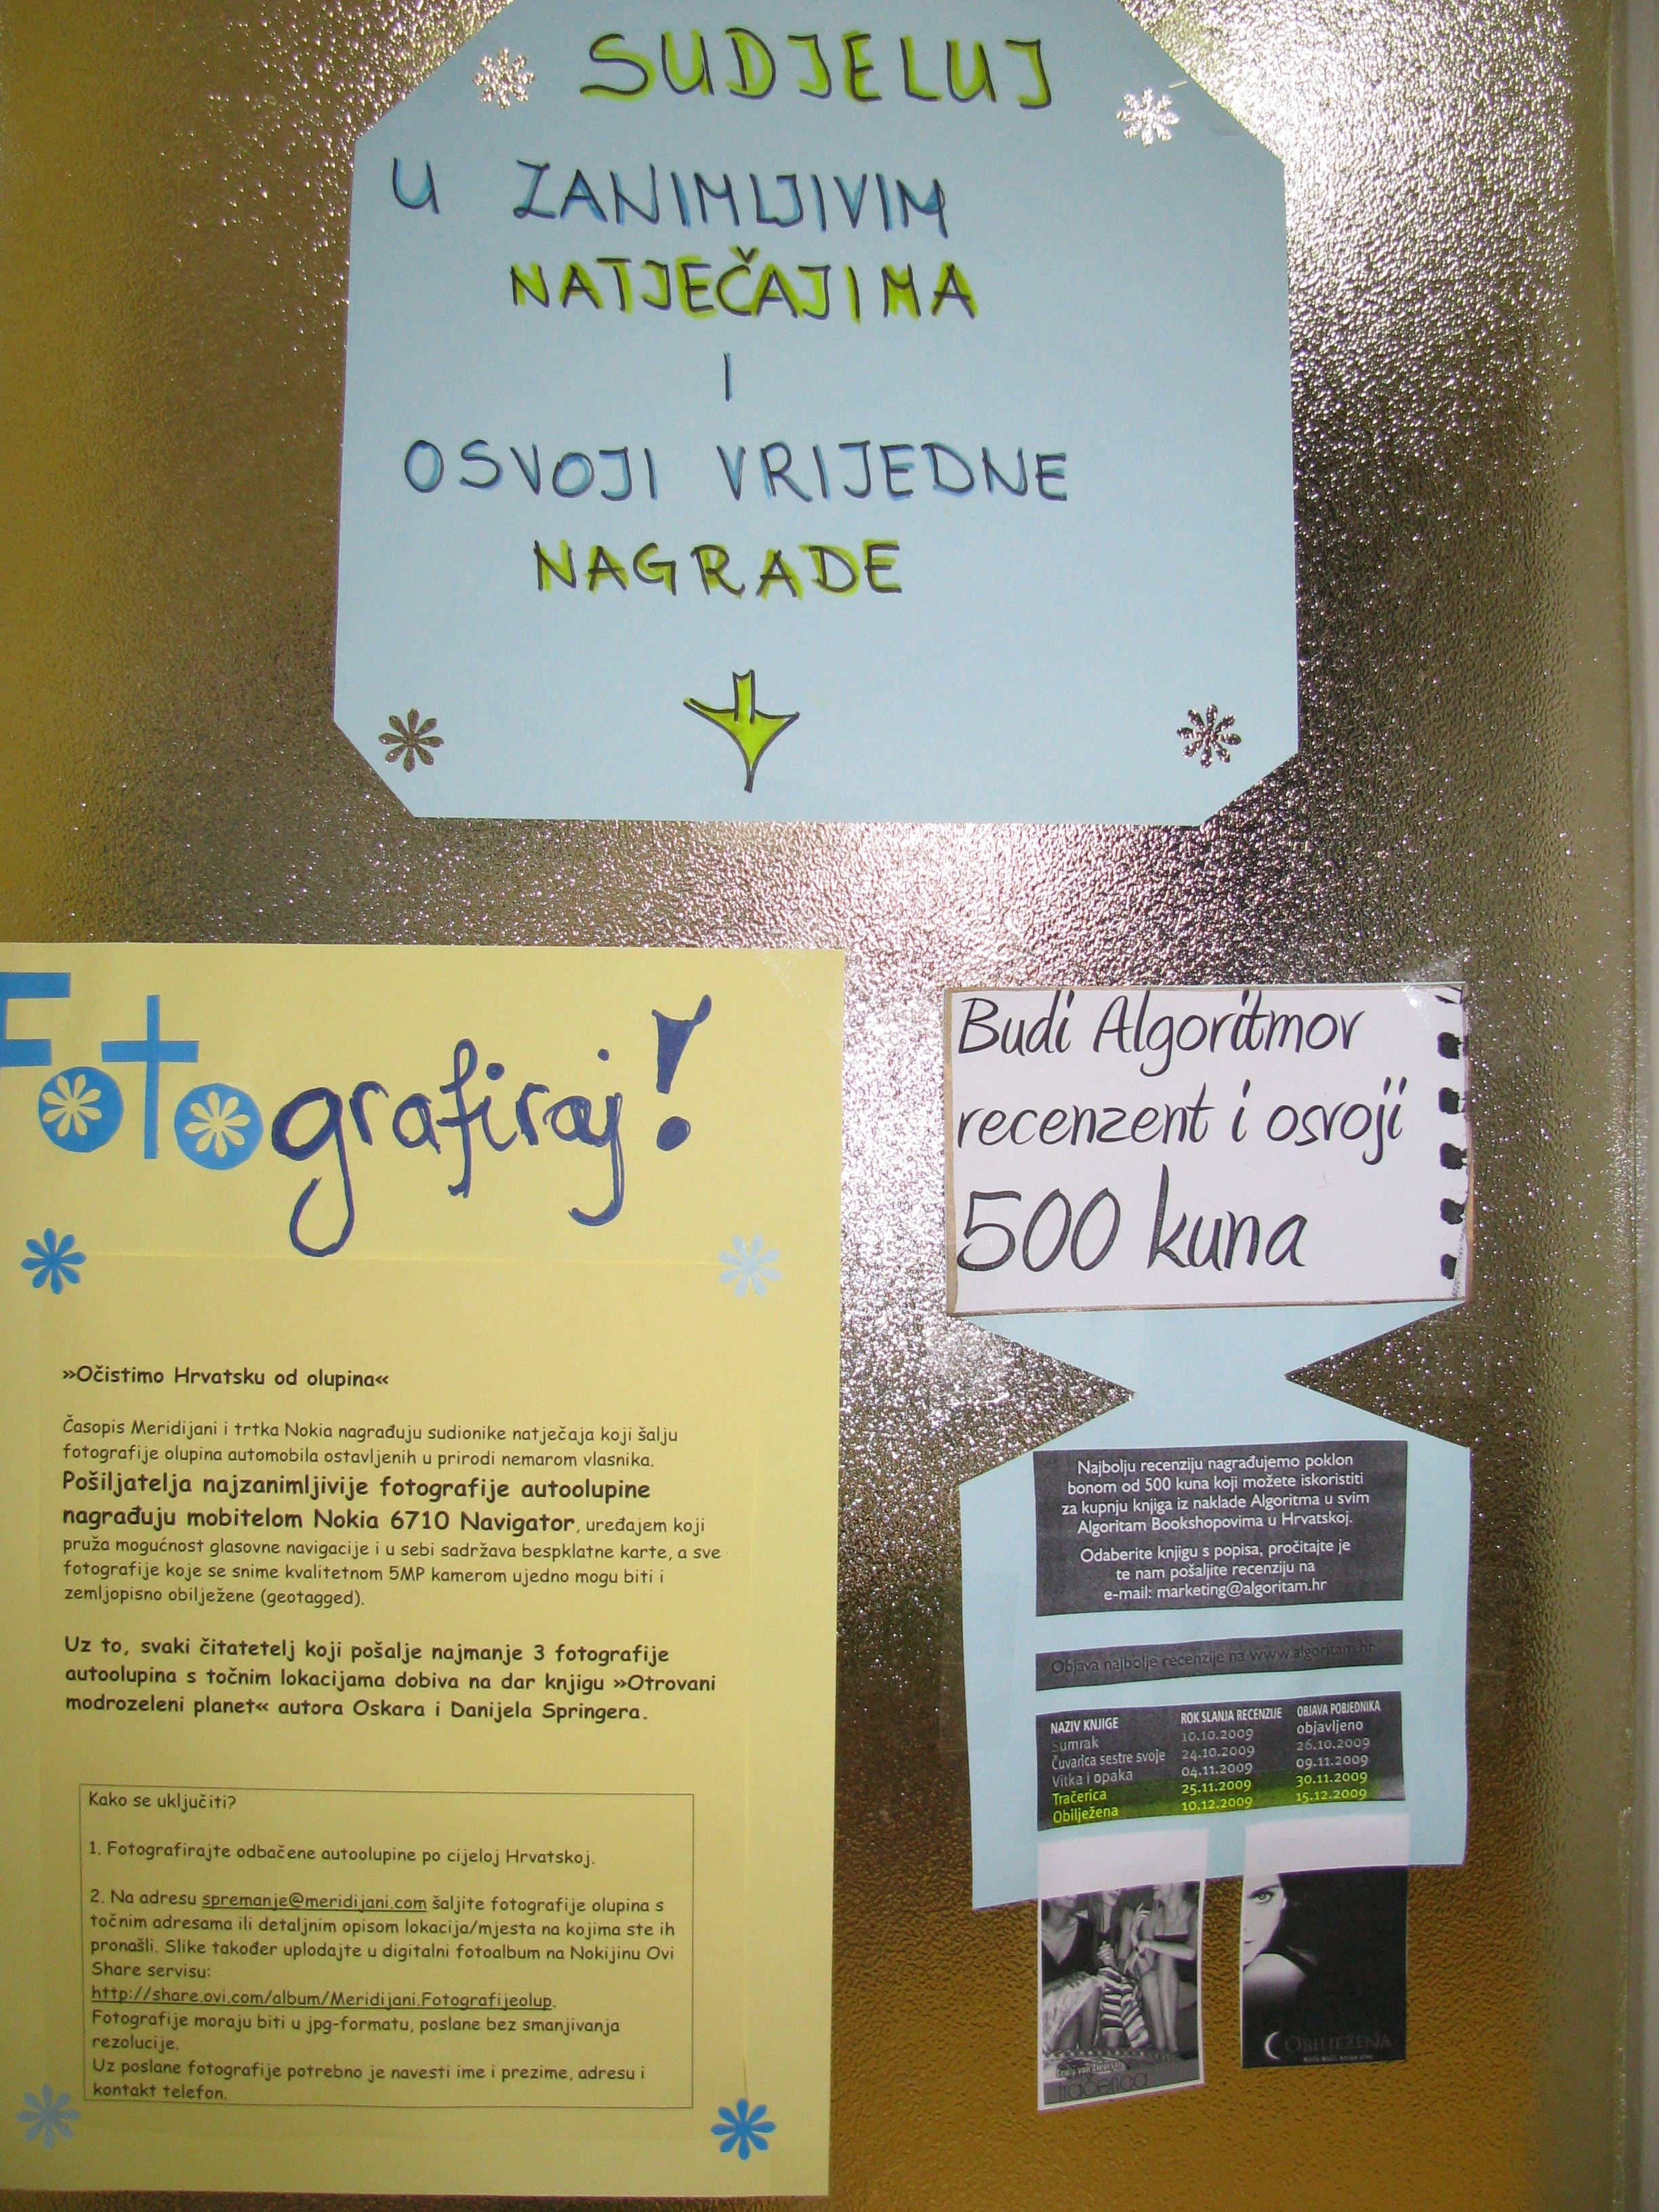 SUDJELUJ
U ZANIMLJIVIM
NATJEČAJIMA
I
OSVOJI VRIJEDNE
NAGRADE
Fotografiraj!
»Očistimo Hrvatsku od olupina«
Časopis Meridijani i trtka Nokia nagrađuju sudionike natječaja koji šalju
fotografije olupina automobila ostavljenih u prirodi nemarom vlasnika.
Pošiljatelja najzanimljivije fotografije autoolupine
nagrađuju mobitelom Nokia 6710 Navigator, uređajem koji
pruža mogućnost glasovne navigacije i u sebi sadržava bespklatne karte, a sve
fotografije koje se snime kvalitetnom 5MP kamerom ujedno mogu biti i
zemljopisno obilježene (geotagged).
Uz to, svaki čitatetelj koji pošalje najmanje 3 fotografije
autoolupina s točnim lokacijama dobiva na dar knjigu »Otrovani
modrozeleni planet« autora Oskara i Danijela Springera.
Kako se uključiti?
1. Fotografirajte odbačene autoolupine po cijeloj Hrvatskoj.
2. Na adresu spremanje@meridijani.com šaljite fotografije olupina s
točnim adresama ili detaljnim opisom lokacija/mjesta na kojima ste ih
pronašli. Slike također uplodajte u digitalni fotoalbum na Nokijinu Ovi
Share servisu:
http://share.ovi.com/album/Meridijani.Fotografijeolup.
Fotografije moraju biti u jpg-formatu, poslane bez smanjivanja
rezolucije.
Uz poslane fotografije potrebno je navesti ime i prezime, adresu i
kontakt telefon.
Budi Algoritmov
recenzent i osvoji
500 kuna
Najbolju recenziju nagrađujemo poklon
bonom od 500 kuna koji možete iskoristiti
za kupnju knjiga iz naklade Algoritma u svim
Algoritam Bookshopovima u Hrvatskoj.
Odaberite knjigu s popisa, pročitajte je
te nam pošaljite recenziju na
e-mail: marketing@algoritam.hr
Objava najbolje recenzije na www.algoritam.hr
NAZIV KNJIGE ROK SLANJA RECENZIJE OBJAVA POBJEDNIKA
Sumrak 10.10.2009 objavljeno
Čuvarica sestre svoje 24.10.2009 26.10.2009
Vitka i opaka 04.11.2009 09.11.2009
Tračerica 25.11.2009 30.11.2009
Obilježena 10.12.2009 15.12.2009
tračerica
OBILJEŽENA